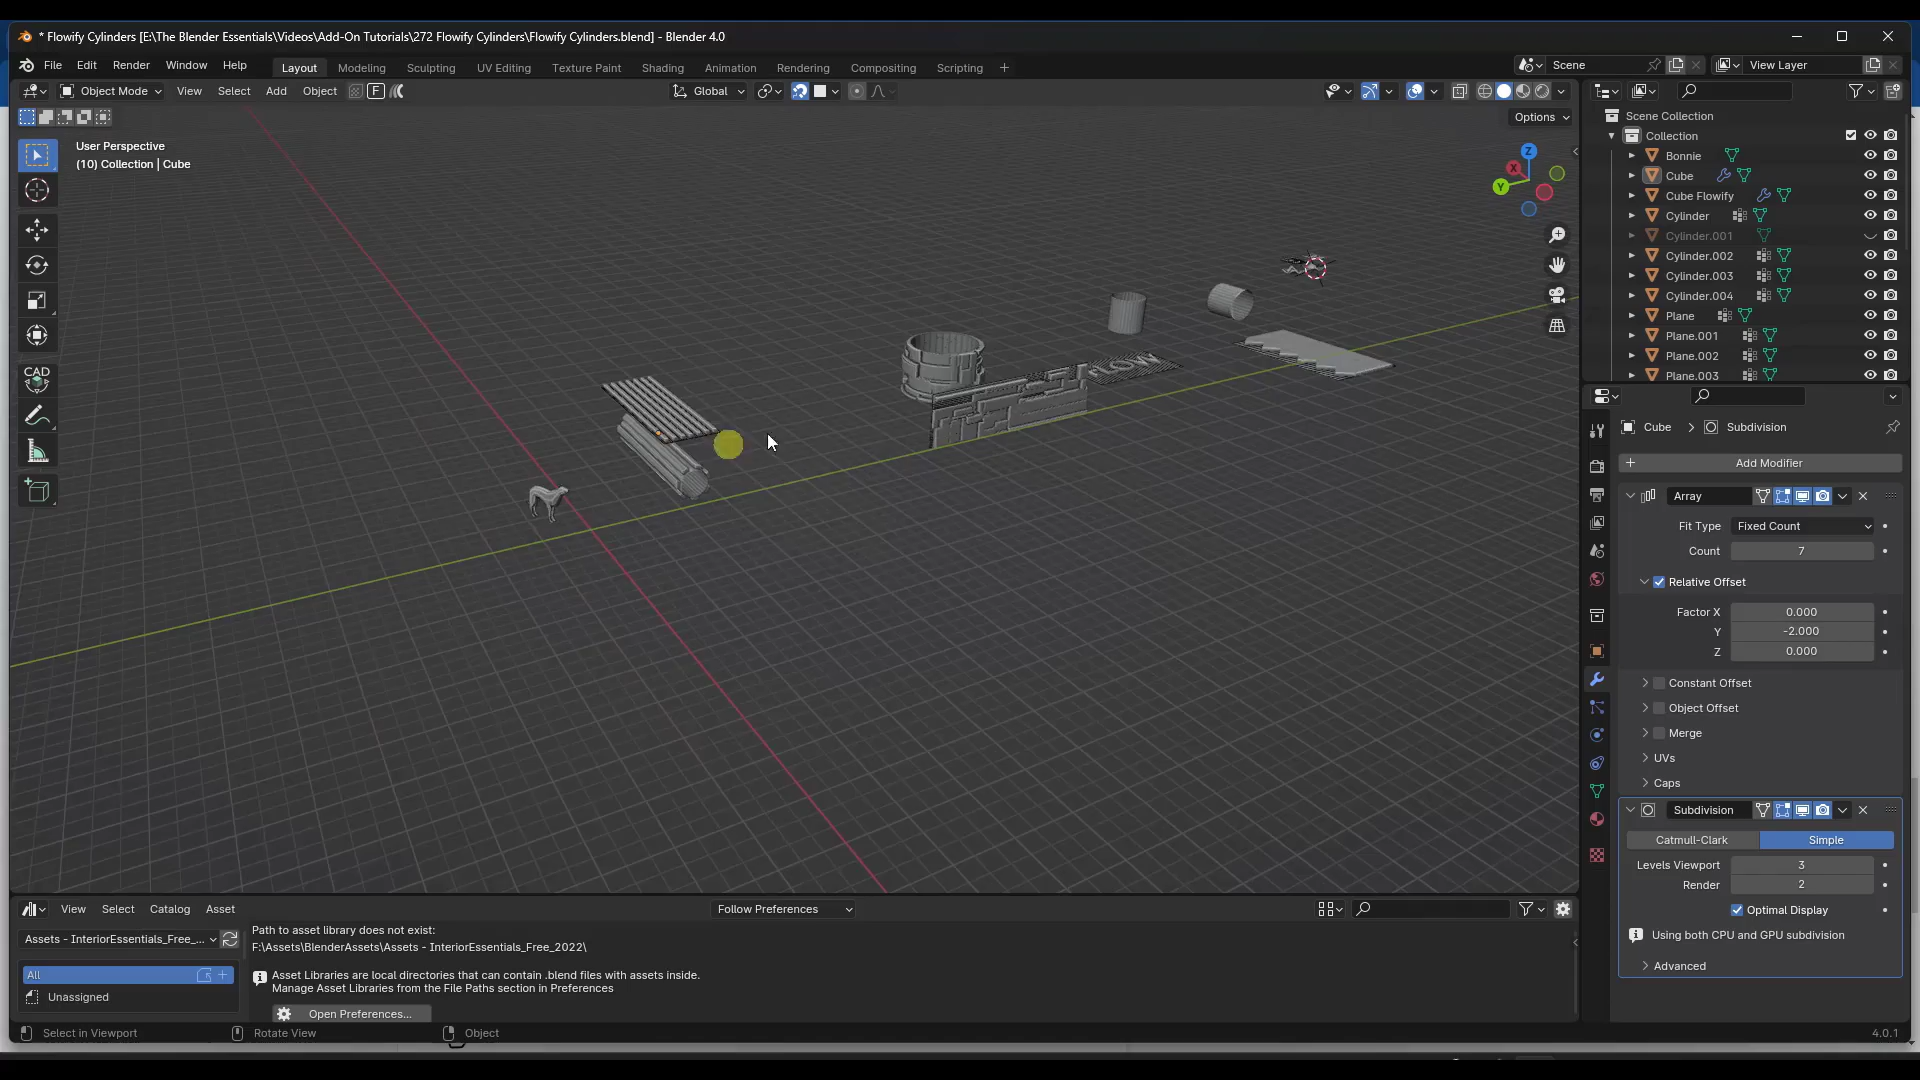 * Flowify Cylinders [E:\The Blender Essentials\Videos\Add-On Tutorials\272 Flowify Cylinders\Flowify Cylinders.blend] - Blender 4.0
File Edit Render Window Help Layout Modeling Sculpting UV Editing Texture Paint Shading Animation Rendering Compositing Scripting + Scene View Layer
Object Mode View Select Add Object F Global
Options
User Perspective
(10) Collection | Cube
Z
X
Y
CAD
FLOW
Scene Collection
Collection
Bonnie
Cube
Cube Flowify
Cylinder
Cylinder.001
Cylinder.002
Cylinder.003
Cylinder.004
Plane
Plane.001
Plane.002
Plane.003
Cube > Subdivision
+ Add Modifier
Array
Fit Type Fixed Count
Count 7
Relative Offset
Factor X 0.000
Y -2.000
Z 0.000
Constant Offset
Object Offset
Merge
UVs
Caps
Subdivision
Catmull-Clark Simple
Levels Viewport 3
Render 2
Optimal Display
Using both CPU and GPU subdivision
Advanced
View Select Catalog Asset Follow Preferences
Assets - InteriorEssentials_Free_...
All
Unassigned
Path to asset library does not exist:
F:\Assets\BlenderAssets\Assets - InteriorEssentials_Free_2022\
Asset Libraries are local directories that can contain .blend files with assets inside.
Manage Asset Libraries from the File Paths section in Preferences
Open Preferences...
Select in Viewport Rotate View Object 4.0.1